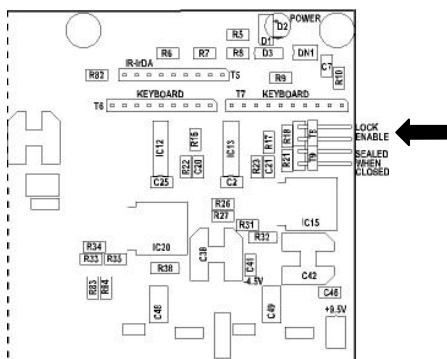 POWER
D2
R5
D1
IR-IrDA
R6
R7
R8
D3
DN1
C7
R82
T5
R9
R10
KEYBOARD
KEYBOARD
T6
T7
LOCK
ENABLE
T8
R18
R17
R16
IC12
IC13
SEALED
WHEN
CLOSED
T9
R21
C21
R23
R22
C20
C25
C2
R26
R27
IC15
R31
R32
IC20
R34
R33
R35
C38
R38
C41
C42
-4.5V
R83
R84
C48
C49
C46
+9.5V